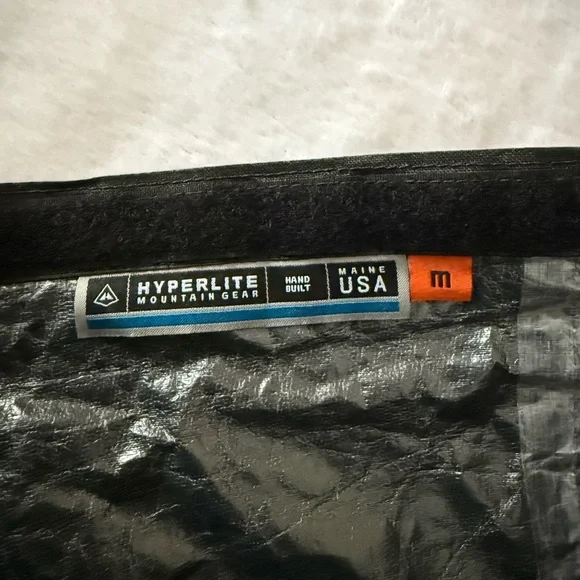 HYPERLITE
MOUNTAIN GEAR
HAND
BUILT
MAINE
USA
m